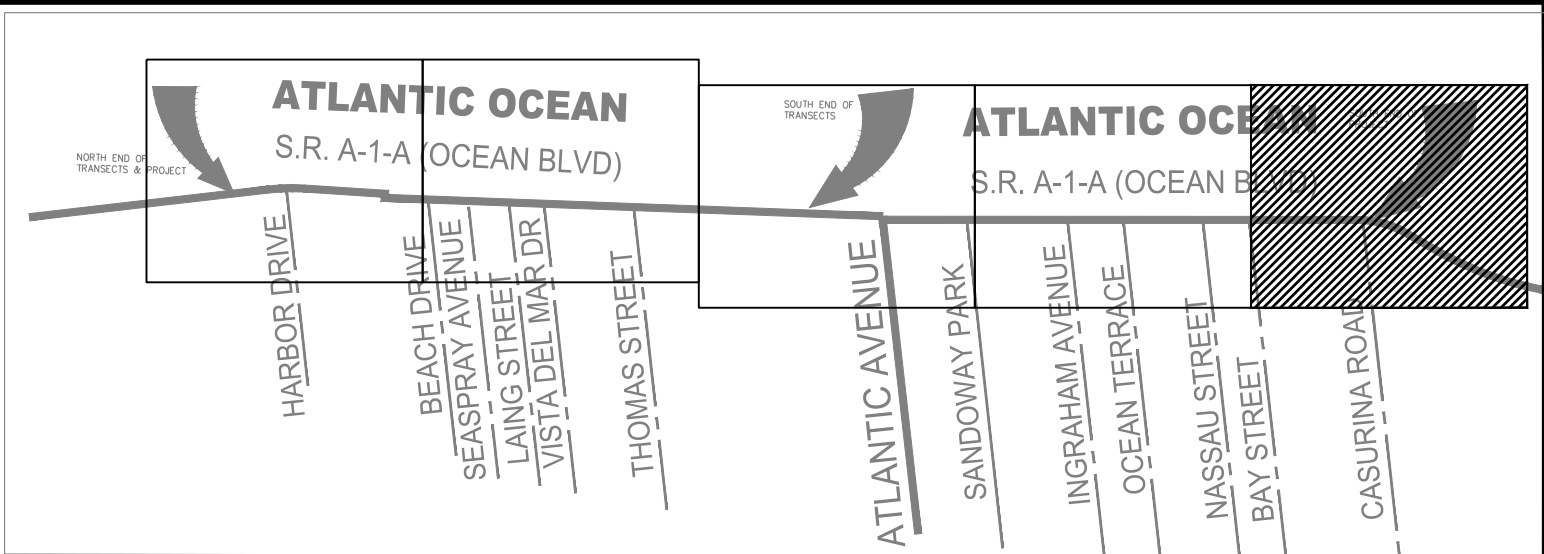 ATLANTIC OCEAN
S.R. A-1-A (OCEAN BLVD)
NORTH END OF
TRANSECTS & PROJECT
SOUTH END OF
TRANSECTS
ATLANTIC OCEAN
S.R. A-1-A (OCEAN BLVD)
HARBOR DRIVE
BEACH DRIVE
SEASPRAY AVENUE
LAING STREET
VISTA DEL MAR DR
THOMAS STREET
ATLANTIC AVENUE
SANDOWAY PARK
INGRAHAM AVENUE
OCEAN TERRACE
NASSAU STREET
BAY STREET
CASURINA ROAD